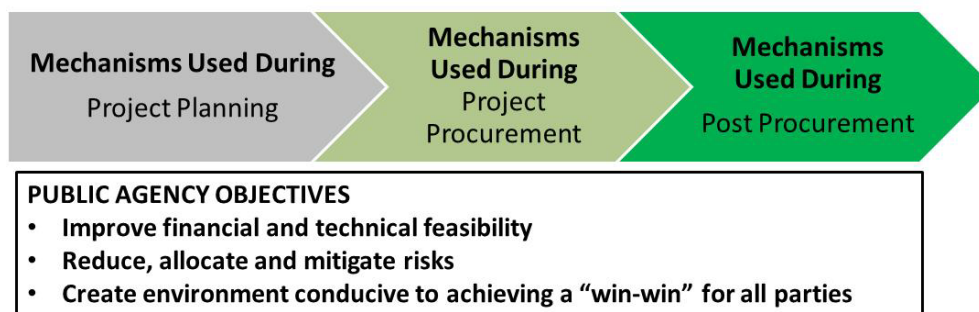 Mechanisms Used During
Project Planning
Mechanisms
Used During
Project
Procurement
Mechanisms
Used During
Post Procurement
PUBLIC AGENCY OBJECTIVES
• Improve financial and technical feasibility
• Reduce, allocate and mitigate risks
• Create environment conducive to achieving a “win-win” for all parties